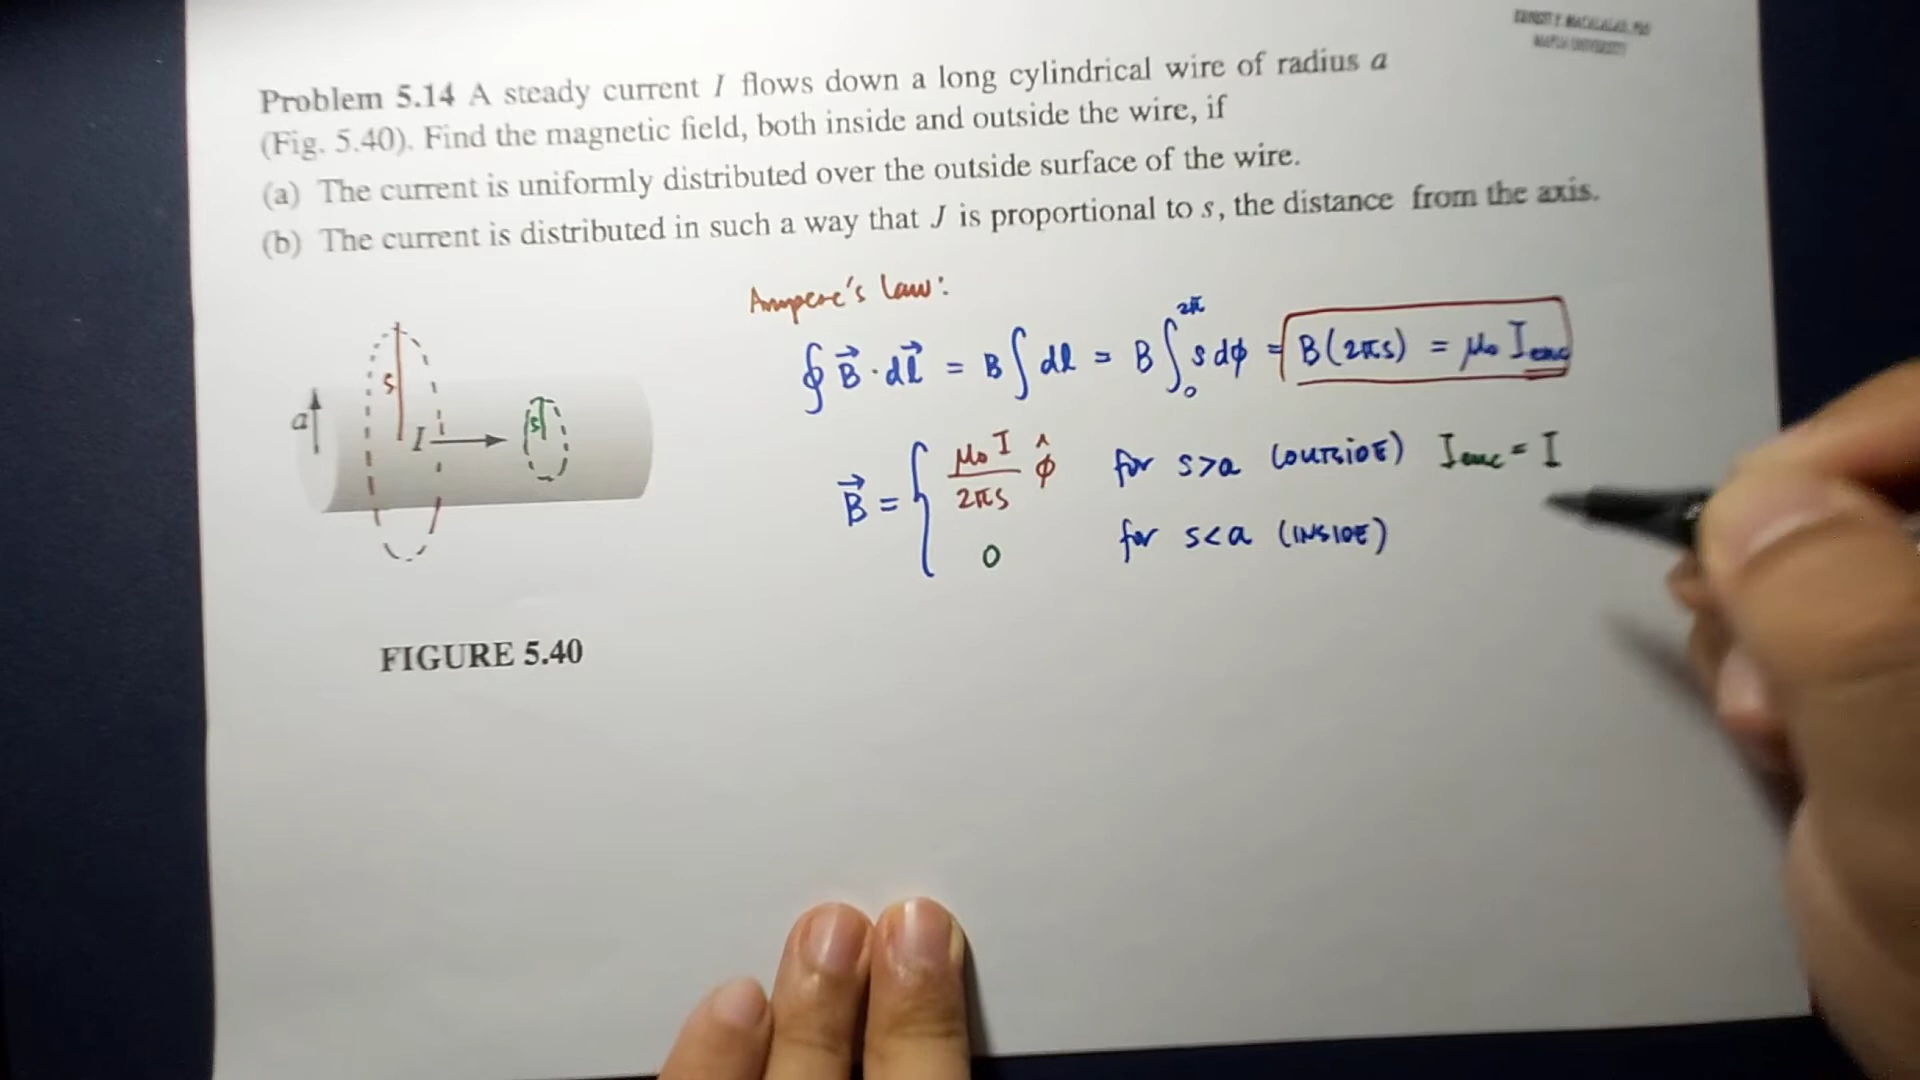 Problem 5.14 A steady current I flows down a long cylindrical wire of radius a
(Fig. 5.40). Find the magnetic field, both inside and outside the wire, if
(a) The current is uniformly distributed over the outside surface of the wire.
(b) The current is distributed in such a way that J is proportional to s, the distance from the axis.
Ampere's Law:
∮ B⃗ · dl⃗ = B ∫ dl = B ∫₀^2π s dϕ = B(2πs) = μ₀ I_enc
B⃗ = { μ₀I/2πs ϕ̂ for s>a (OUTSIDE) I_enc = I
0 for s<a (INSIDE)
s
a
I
s
FIGURE 5.40